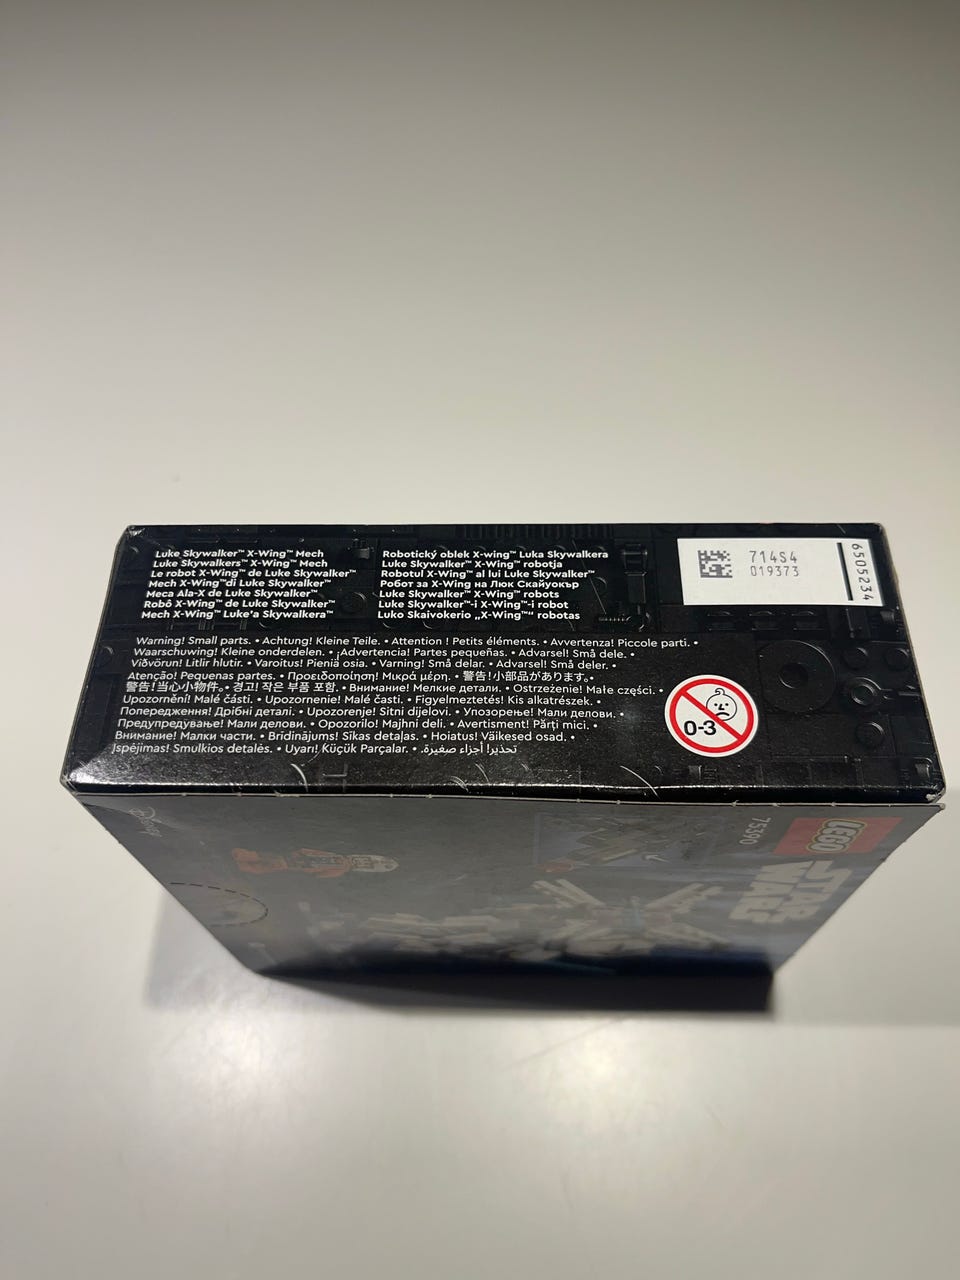 Luke Skywalker™ X-Wing™ Mech
Luke Skywalkers™ X-Wing™ Mech
Le robot X-Wing™ de Luke Skywalker™
Mech X-Wing™di Luke Skywalker™
Meca Ala-X de Luke Skywalker™
Robô X-Wing™ de Luke Skywalker™
Mech X-Wing™ Luke'a Skywalkera™
Robotický oblek X-wing™ Luka Skywalkera
Luke Skywalker™ X-Wing™ robotja
Robotul X-Wing™ al lui Luke Skywalker™
Робот за X-Wing на Люк Скайуокър
Luke Skywalker™ X-Wing™ robots
Luke Skywalker™-i X-Wing™-i robot
Luko Skaivokerio „X-Wing™“ robotas
714S4
019373
6505234
Warning! Small parts. • Achtung! Kleine Teile. • Attention ! Petits éléments. • Avvertenza! Piccole parti. •
Waarschuwing! Kleine onderdelen. • ¡Advertencia! Partes pequeñas. • Advarsel! Små dele. •
Viðvörun! Litlir hlutir. • Varoitus! Pieniä osia. • Varning! Små delar. • Advarsel! Små deler. •
Atenção! Pequenas partes. • Προειδοποίηση! Μικρά μέρη. • 警告!小部品があります。•
警告!当心小物件。• 경고! 작은 부품 포함. • Внимание! Мелкие детали. • Ostrzeżenie! Małe części. •
Upozornění! Malé části. • Upozornenie! Malé časti. • Figyelmeztetés! Kis alkatrészek. •
Попередження! Дрібні деталі. • Upozorenje! Sitni dijelovi. • Упозорење! Мали делови. •
Предупредување! Мали делови. • Opozorilo! Majhni deli. • Avertisment! Părți mici. •
Внимание! Малки части. • Brīdinājums! Sīkas detaļas. • Hoiatus! Väikesed osad. •
Įspėjimas! Smulkios detalės. • Uyarı! Küçük Parçalar. • تحذير! أجزاء صغيرة.
0-3
Disney
75390
LEGO
STAR
WARS